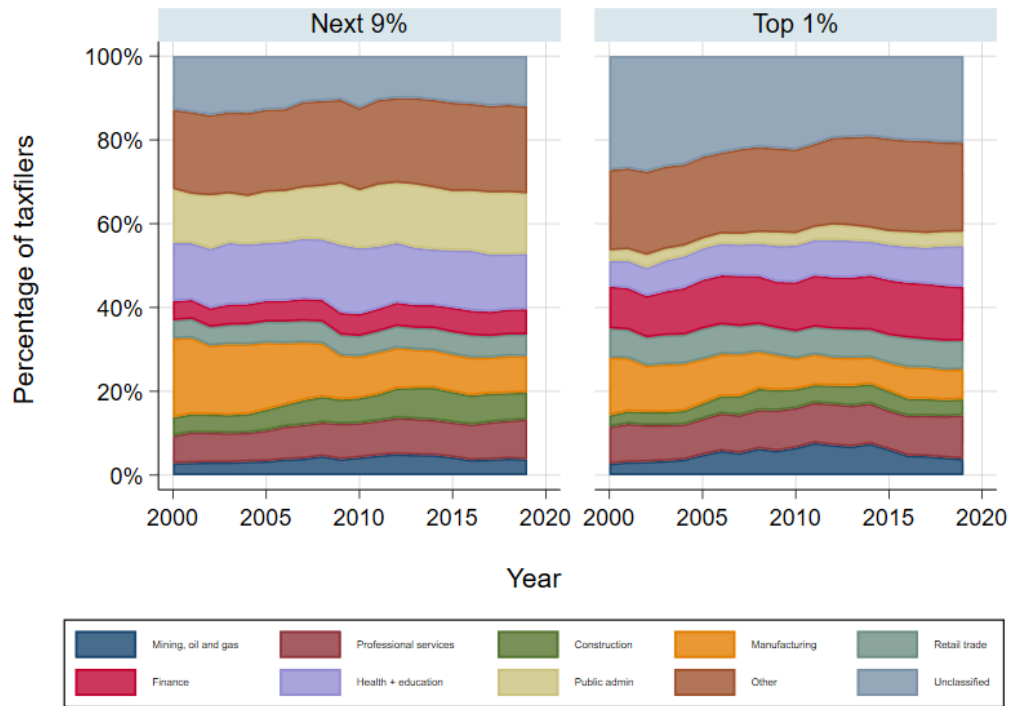 Next 9%
Top 1%
Percentage of taxfilers
100%
80%
60%
40%
20%
0%
2000 2005 2010 2015 2020 2000 2005 2010 2015 2020
Year
Mining, oil and gas Professional services Construction Manufacturing Retail trade
Finance Health + education Public admin Other Unclassified